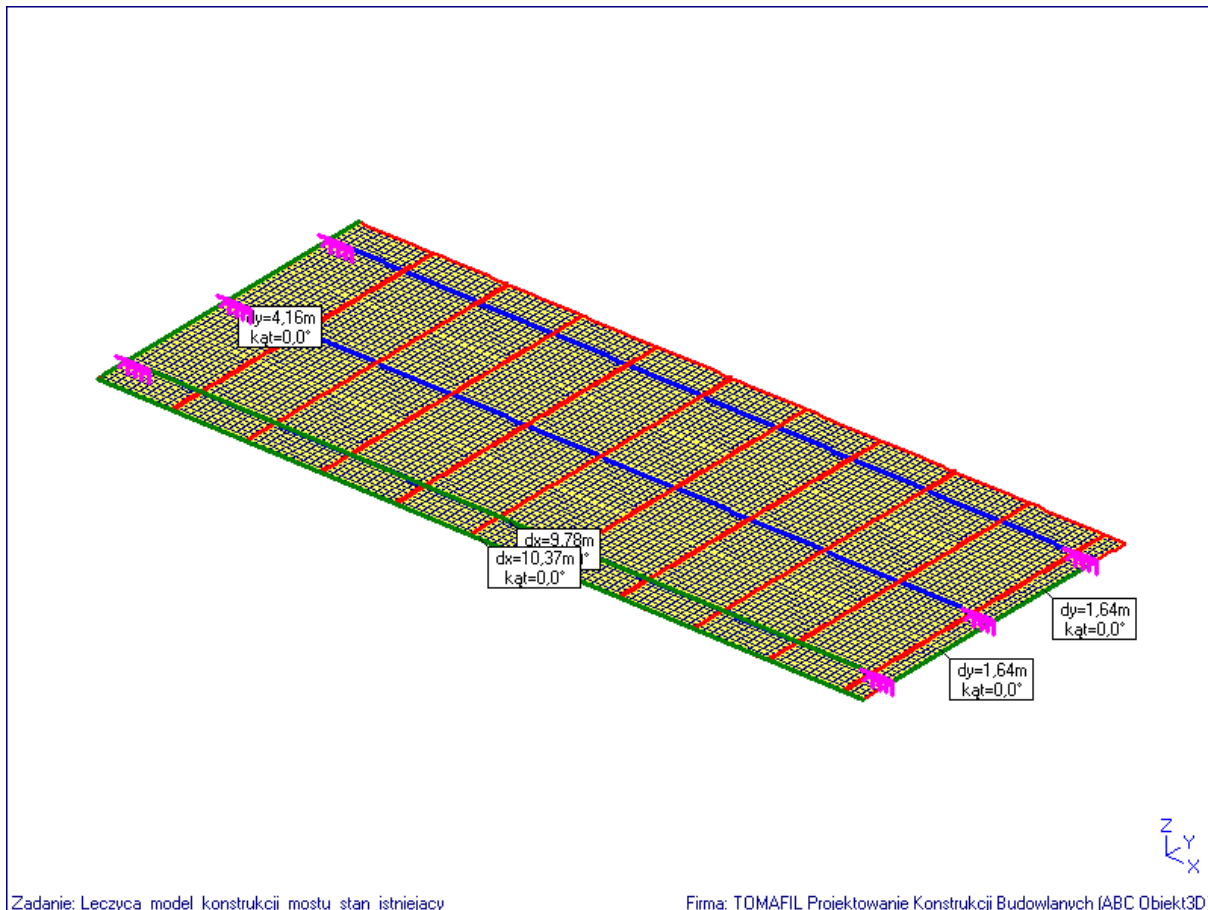 dy=4,16m
kąt=0,0°
dx=9,78m
dx=10,37m
kąt=0,0°
dy=1,64m
kąt=0,0°
dy=1,64m
kąt=0,0°
Z
Y
X
Zadanie: Leczyca model konstrukcji mostu stan istniejacy
Firma: TOMAFIL Projektowanie Konstrukcji Budowlanych (ABC Obiekt3D)